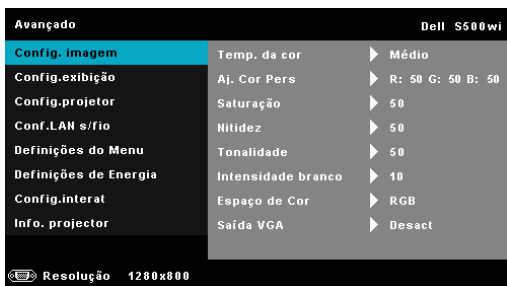 Avançado Dell S500wi
Config. imagem Temp. da cor Médio
Config.exibição Aj. Cor Pers R: 50 G: 50 B: 50
Config.projetor Saturação 50
Conf.LAN s/fio Nitidez 50
Definições do Menu Tonalidade 50
Definições de Energia Intensidade branco 10
Config.interat Espaço de Cor RGB
Info. projector Saída VGA Desact
Resolução 1280x800